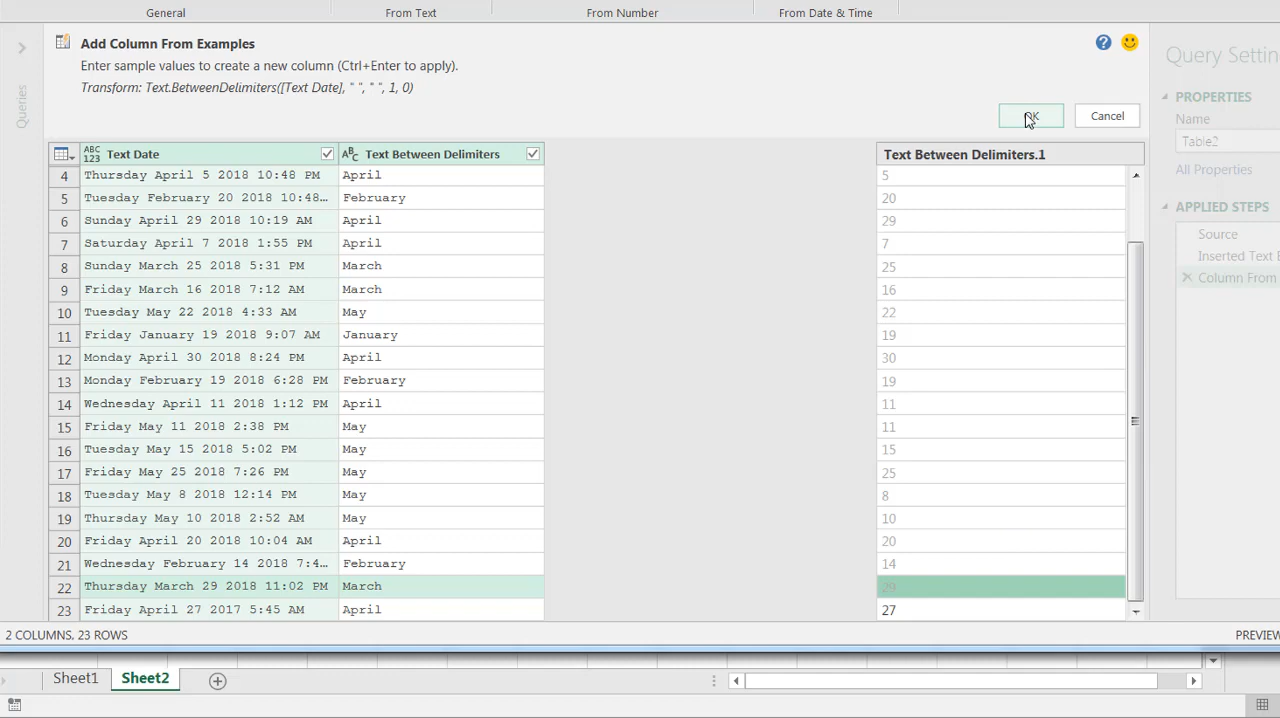 General From Text From Number From Date & Time
Add Column From Examples
Enter sample values to create a new column (Ctrl+Enter to apply).
Transform: Text.BetweenDelimiters([Text Date], " ", " ", 1, 0)
OK Cancel
Queries
Query Settin
PROPERTIES
Name
Table2
All Properties
APPLIED STEPS
Source
Inserted Text B
Column From
ABC 123 Text Date ABC Text Between Delimiters Text Between Delimiters.1
4 Thursday April 5 2018 10:48 PM April 5
5 Tuesday February 20 2018 10:48... February 20
6 Sunday April 29 2018 10:19 AM April 29
7 Saturday April 7 2018 1:55 PM April 7
8 Sunday March 25 2018 5:31 PM March 25
9 Friday March 16 2018 7:12 AM March 16
10 Tuesday May 22 2018 4:33 AM May 22
11 Friday January 19 2018 9:07 AM January 19
12 Monday April 30 2018 8:24 PM April 30
13 Monday February 19 2018 6:28 PM February 19
14 Wednesday April 11 2018 1:12 PM April 11
15 Friday May 11 2018 2:38 PM May 11
16 Tuesday May 15 2018 5:02 PM May 15
17 Friday May 25 2018 7:26 PM May 25
18 Tuesday May 8 2018 12:14 PM May 8
19 Thursday May 10 2018 2:52 AM May 10
20 Friday April 20 2018 10:04 AM April 20
21 Wednesday February 14 2018 7:4... February 14
22 Thursday March 29 2018 11:02 PM March 29
23 Friday April 27 2017 5:45 AM April 27
2 COLUMNS, 23 ROWS PREVIEW
Sheet1 Sheet2